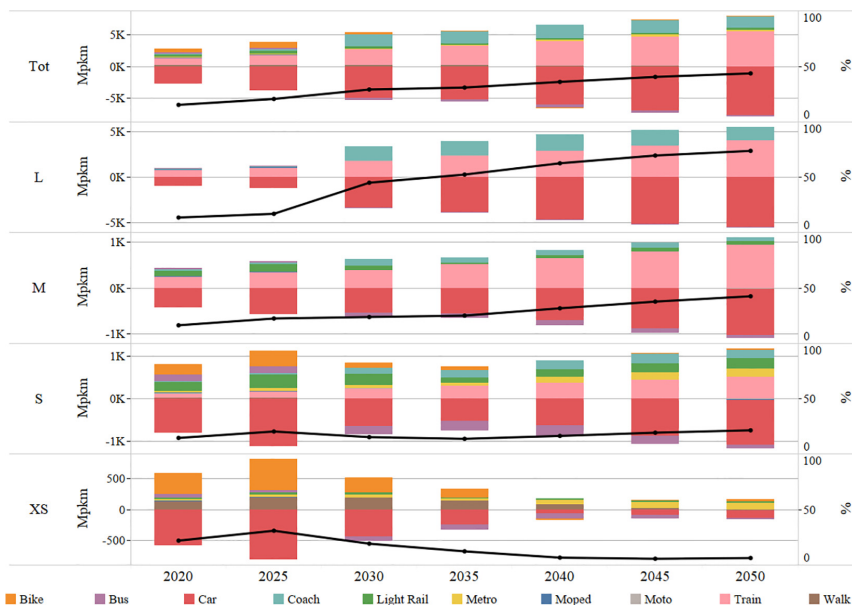 100
5K
Tot
Mpkm
0K
50
%
-5K
0
100
5K
L
Mpkm
0K
50
%
-5K
0
100
1K
M
Mpkm
0K
50
%
-1K
0
100
1K
S
Mpkm
0K
50
%
-1K
0
100
500
XS
Mpkm
0
50
%
-500
0
2020 2025 2030 2035 2040 2045 2050
Bike Bus Car Coach Light Rail Metro Moped Moto Train Walk